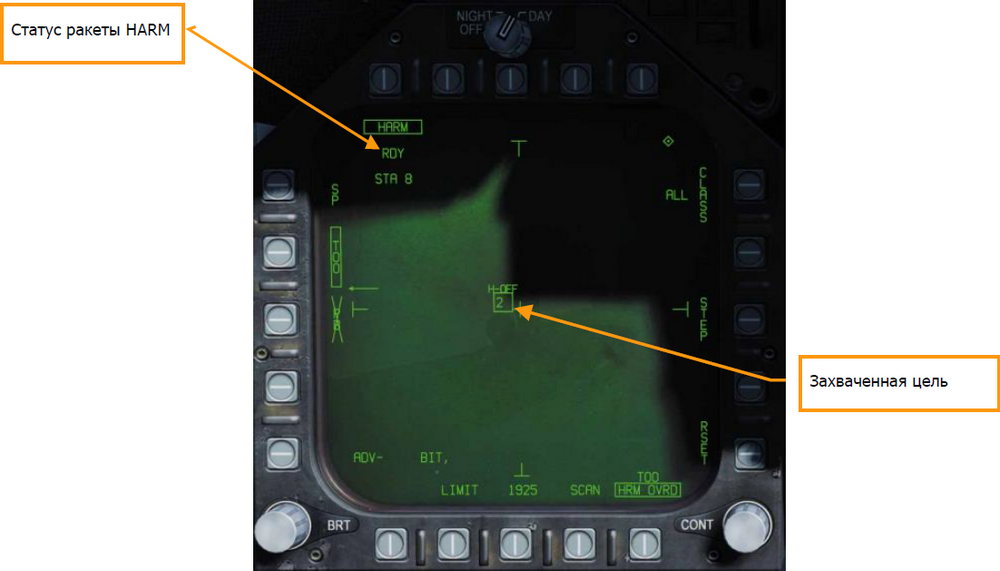 Статус ракеты HARM
NIGHT DAY
OFF
HARM
RDY
STA 8
SP
TOO
ALL
CLASS
H-OFF
2
STEP
RSET
ADV- BIT,
TOO
LIMIT 1925 SCAN HRM OVRD
BRT
CONT
Захваченная цель